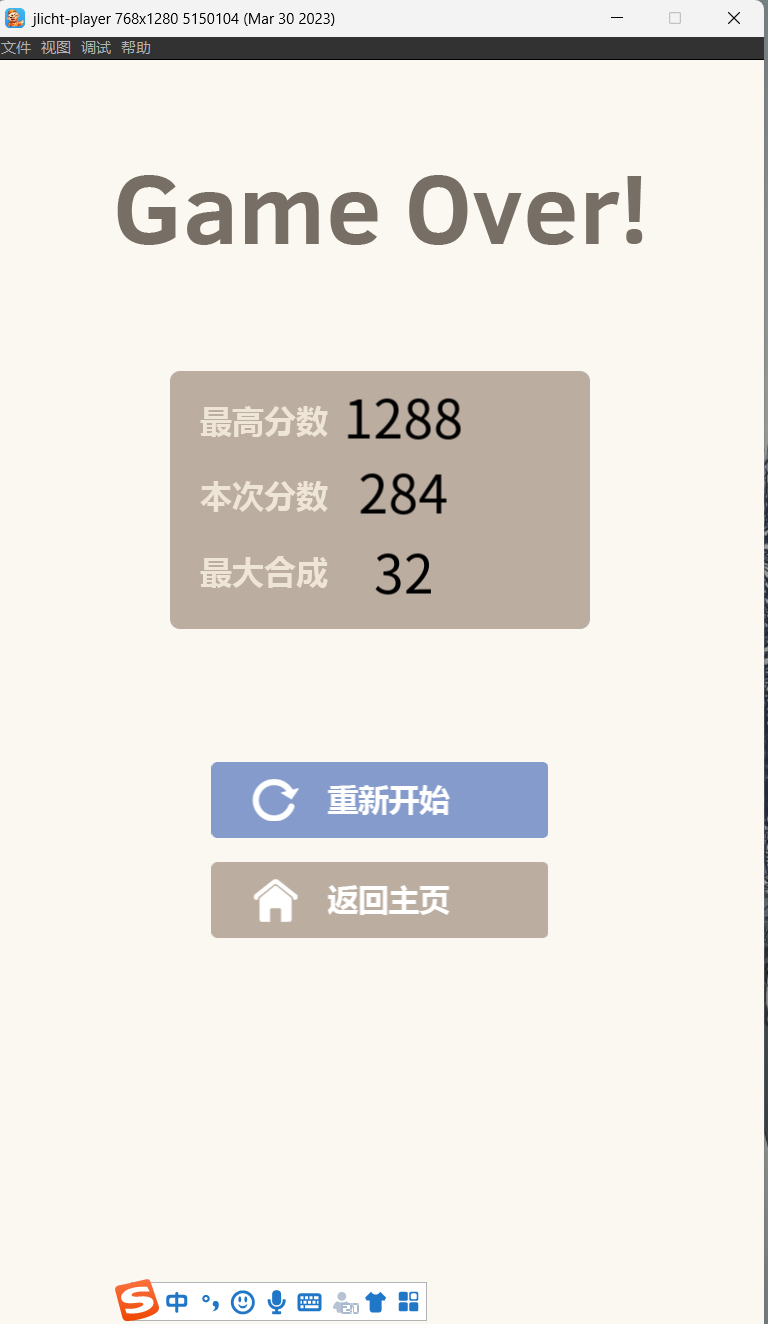 jlicht-player 768x1280 5150104 (Mar 30 2023)
文件 视图 调试 帮助
Game Over!
最高分数 1288
本次分数 284
最大合成 32
重新开始
返回主页
S 中 °,